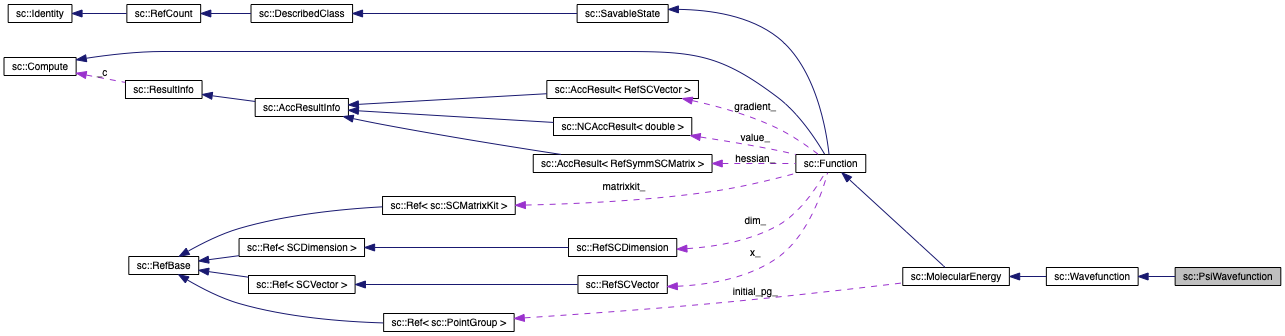 sc::Identity
sc::RefCount
sc::DescribedClass
sc::SavableState
sc::Compute
_c
sc::ResultInfo
sc::AccResultInfo
sc::AccResult< RefSCVector >
gradient_
sc::NCAccResult< double >
value_
sc::AccResult< RefSymmSCMatrix >
hessian_
sc::Function
matrixkit_
sc::Ref< sc::SCMatrixKit >
dim_
sc::Ref< SCDimension >
sc::RefSCDimension
x_
sc::RefBase
sc::Ref< SCVector >
sc::RefSCVector
sc::MolecularEnergy
sc::Wavefunction
sc::PsiWavefunction
initial_pg_
sc::Ref< sc::PointGroup >